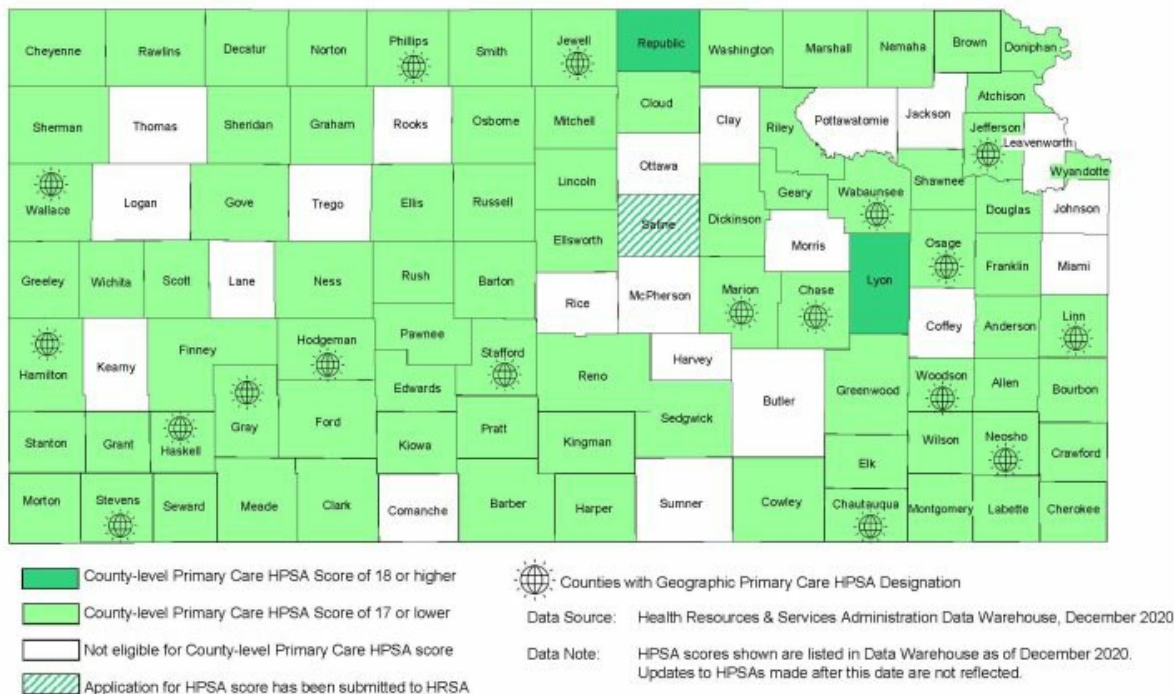 Cheyenne
Rawlins
Decatur
Norton
Phillips
Smith
Jewell
Republic
Washington
Marshall
Nemaha
Brown
Doniphan
Sherman
Thomas
Sheridan
Graham
Rooks
Osborne
Mitchell
Cloud
Clay
Riley
Pottawatomie
Jackson
Atchison
Jefferson
Leavenworth
Wyandotte
Wallace
Logan
Gove
Trego
Ellis
Russell
Lincoln
Ottawa
Saline
Dickinson
Geary
Wabaunsee
Shawnee
Douglas
Johnson
Ellsworth
Morris
Osage
Franklin
Miami
Greeley
Wichita
Scott
Lane
Ness
Rush
Barton
Rice
McPherson
Marion
Chase
Lyon
Coffey
Anderson
Linn
Hamilton
Kearny
Finney
Hodgeman
Pawnee
Stafford
Edwards
Reno
Harvey
Butler
Greenwood
Woodson
Allen
Bourbon
Stanton
Grant
Haskell
Gray
Ford
Kiowa
Pratt
Kingman
Sedgwick
Elk
Wilson
Neosho
Crawford
Morton
Stevens
Seward
Meade
Clark
Comanche
Barber
Harper
Sumner
Cowley
Chautauqua
Montgomery
Labette
Cherokee
County-level Primary Care HPSA Score of 18 or higher
County-level Primary Care HPSA Score of 17 or lower
Not eligible for County-level Primary Care HPSA score
Application for HPSA score has been submitted to HRSA
Counties with Geographic Primary Care HPSA Designation
Data Source: Health Resources & Services Administration Data Warehouse, December 2020
Data Note: HPSA scores shown are listed in Data Warehouse as of December 2020.
Updates to HPSAs made after this date are not reflected.